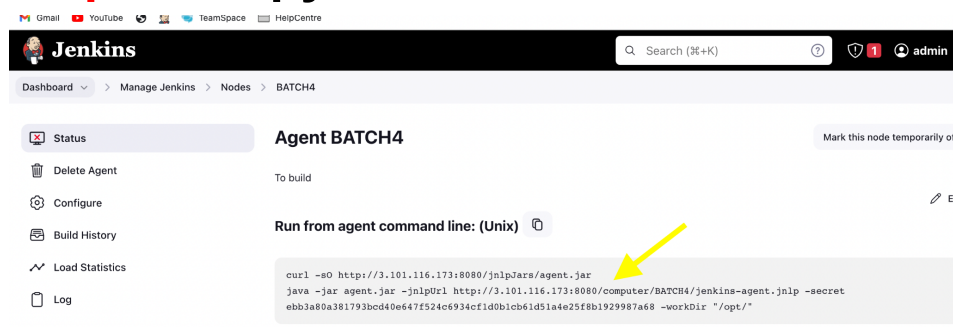 Gmail YouTube TeamSpace HelpCentre
Jenkins Search (⌘+K) 1 admin
Dashboard > Manage Jenkins > Nodes > BATCH4
Status
Agent BATCH4
Mark this node temporarily of
Delete Agent
To build
Configure
E
Run from agent command line: (Unix)
Build History
Load Statistics
curl -sO http://3.101.116.173:8080/jnlpJars/agent.jar
java -jar agent.jar -jnlpUrl http://3.101.116.173:8080/computer/BATCH4/jenkins-agent.jnlp -secret
ebb3a80a381793bcd40e647f524c6934cf1d0b1cb61d51a4e25f8b1929987a68 -workDir "/opt/"
Log